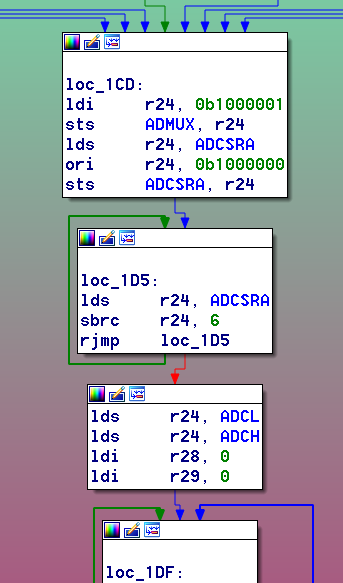 loc_1CD:
ldi r24, 0b1000001
sts ADMUX, r24
lds r24, ADCSRA
ori r24, 0b1000000
sts ADCSRA, r24
loc_1D5:
lds r24, ADCSRA
sbrc r24, 6
rjmp loc_1D5
lds r24, ADCL
lds r24, ADCH
ldi r28, 0
ldi r29, 0
loc_1DF: